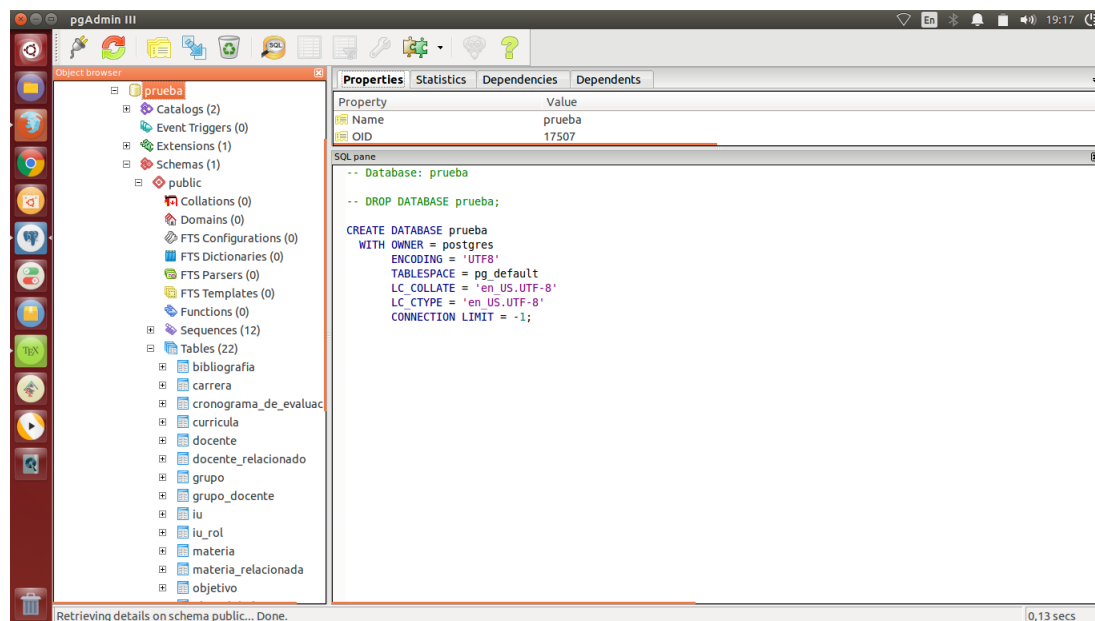 pgAdmin III
En
19:17
SQL
Object browser
prueba
Catalogs (2)
Event Triggers (0)
Extensions (1)
Schemas (1)
public
Collations (0)
Domains (0)
FTS Configurations (0)
FTS Dictionaries (0)
FTS Parsers (0)
FTS Templates (0)
Functions (0)
Sequences (12)
Tables (22)
bibliografia
carrera
cronograma_de_evaluac
curricula
docente
docente_relacionado
grupo
grupo_docente
iu
iu_rol
materia
materia_relacionada
objetivo
Properties Statistics Dependencies Dependents
Property Value
Name prueba
OID 17507
SQL pane
-- Database: prueba
-- DROP DATABASE prueba;
CREATE DATABASE prueba
WITH OWNER = postgres
ENCODING = 'UTF8'
TABLESPACE = pg_default
LC_COLLATE = 'en_US.UTF-8'
LC_CTYPE = 'en_US.UTF-8'
CONNECTION LIMIT = -1;
TEX
Retrieving details on schema public... Done.
0,13 secs